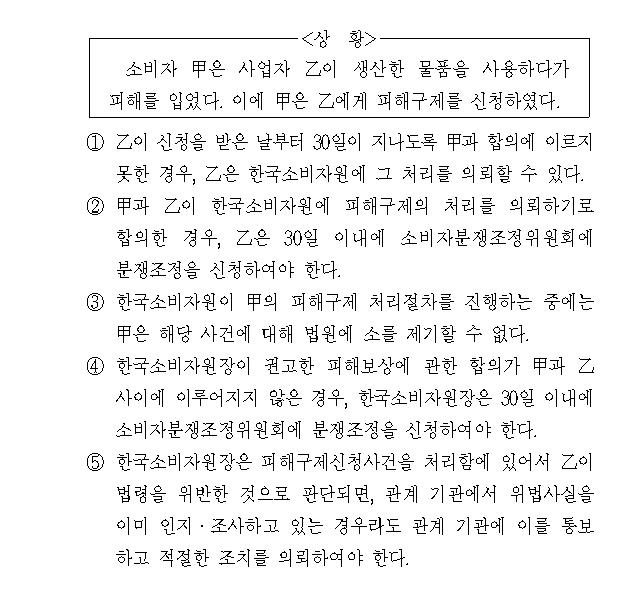 <상 황>
소비자 甲은 사업자 乙이 생산한 물품을 사용하다가
피해를 입었다. 이에 甲은 乙에게 피해구제를 신청하였다.
① 乙이 신청을 받은 날부터 30일이 지나도록 甲과 합의에 이르지
못한 경우, 乙은 한국소비자원에 그 처리를 의뢰할 수 있다.
② 甲과 乙이 한국소비자원에 피해구제의 처리를 의뢰하기로
합의한 경우, 乙은 30일 이내에 소비자분쟁조정위원회에
분쟁조정을 신청하여야 한다.
③ 한국소비자원이 甲의 피해구제 처리절차를 진행하는 중에는
甲은 해당 사건에 대해 법원에 소를 제기할 수 없다.
④ 한국소비자원장이 권고한 피해보상에 관한 합의가 甲과 乙
사이에 이루어지지 않은 경우, 한국소비자원장은 30일 이내에
소비자분쟁조정위원회에 분쟁조정을 신청하여야 한다.
⑤ 한국소비자원장은 피해구제신청사건을 처리함에 있어서 乙이
법령을 위반한 것으로 판단되면, 관계 기관에서 위법사실을
이미 인지·조사하고 있는 경우라도 관계 기관에 이를 통보
하고 적절한 조치를 의뢰하여야 한다.